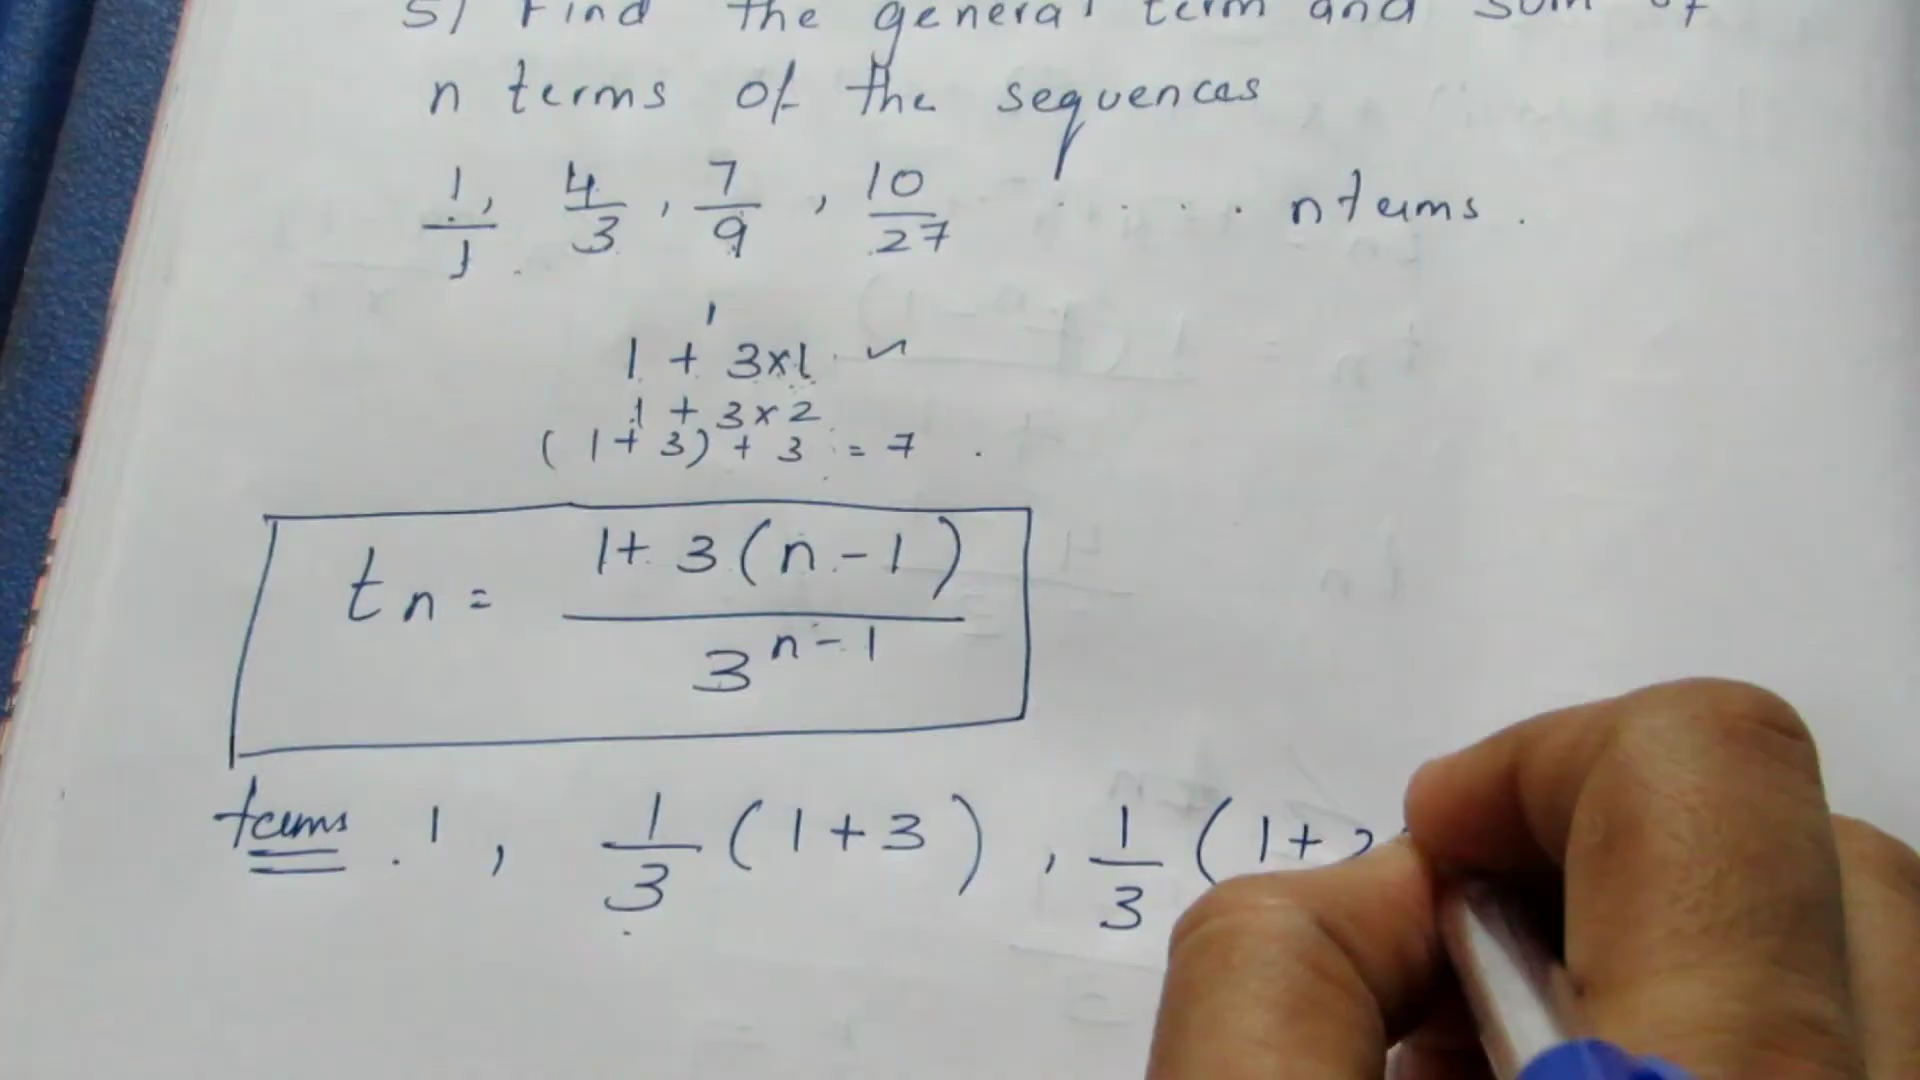 5) Find the general term and sum of
n terms of the sequences
1/1, 4/3, 7/9, 10/27 ..... n terms.
1 + 3×1
1 + 3×2
(1+3) + 3 = 7.
tn = 1+3(n-1) / 3^n-1
terms. 1, 1/3 (1+3), 1/3 (1+